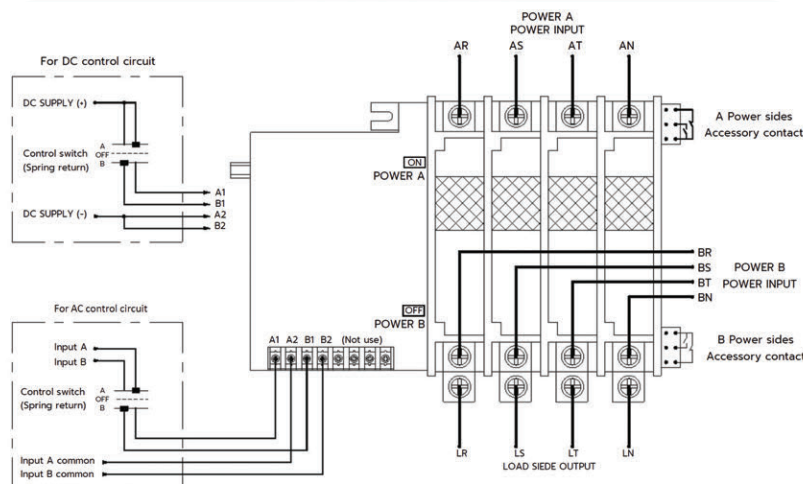 POWER A
POWER INPUT
AR AS AT AN
For DC control circuit
DC SUPPLY (+)
Control switch
(Spring return)
A
OFF
B
DC SUPPLY (-)
A1
B1
A2
B2
ON
POWER A
A Power sides
Accessory contact
BR
BS
BT
BN
POWER B
POWER INPUT
OFF
POWER B
For AC control circuit
Input A
Input B
Control switch
(Spring return)
A
OFF
B
Input A common
Input B common
A1 A2 B1 B2 (Not use)
B Power sides
Accessory contact
LR LS LT LN
LOAD SIEDE OUTPUT